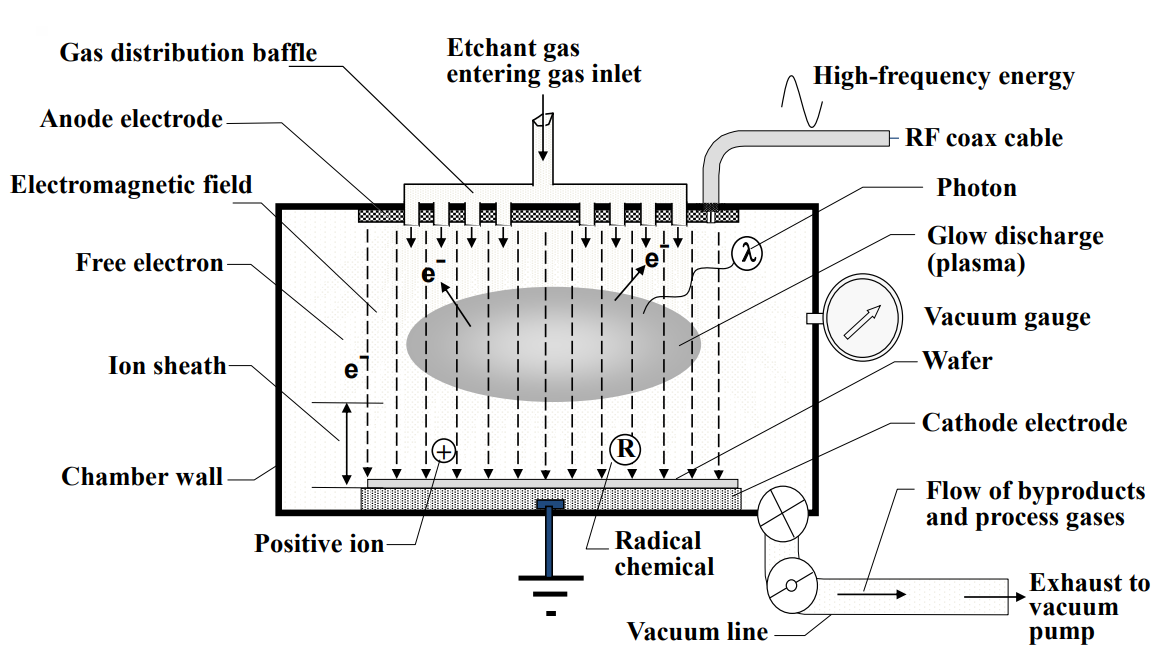 Gas distribution baffle
Etchant gas
entering gas inlet
High-frequency energy
Anode electrode
RF coax cable
Electromagnetic field
Photon
Free electron
Glow discharge
(plasma)
e-
e-
λ
Vacuum gauge
Ion sheath
e-
Wafer
Cathode electrode
+
R
Chamber wall
Flow of byproducts
and process gases
Positive ion
Radical
chemical
Exhaust to
vacuum
pump
Vacuum line